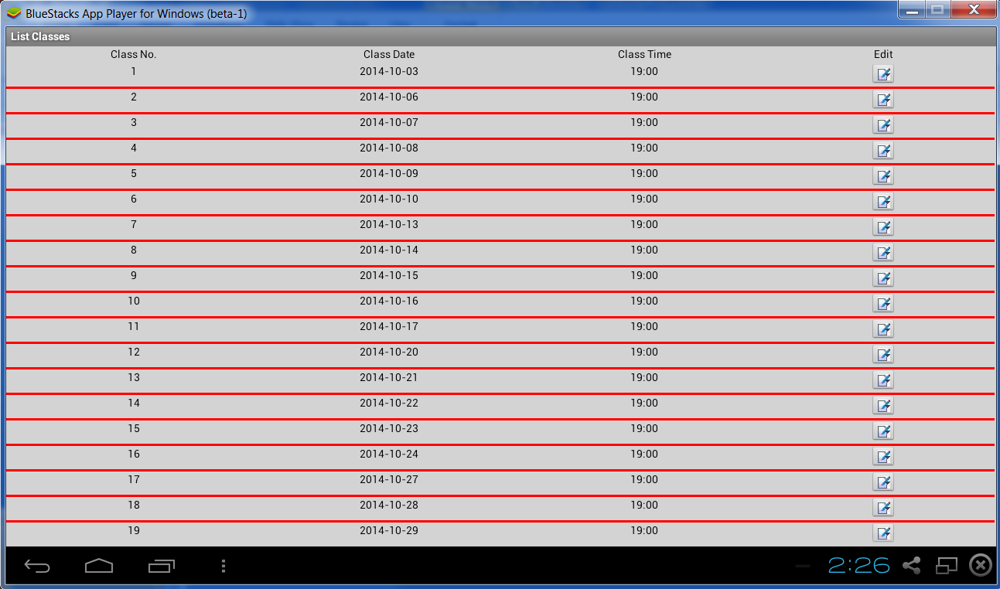 BlueStacks App Player for Windows (beta-1)
List Classes
Class No. Class Date Class Time Edit
1 2014-10-03 19:00
2 2014-10-06 19:00
3 2014-10-07 19:00
4 2014-10-08 19:00
5 2014-10-09 19:00
6 2014-10-10 19:00
7 2014-10-13 19:00
8 2014-10-14 19:00
9 2014-10-15 19:00
10 2014-10-16 19:00
11 2014-10-17 19:00
12 2014-10-20 19:00
13 2014-10-21 19:00
14 2014-10-22 19:00
15 2014-10-23 19:00
16 2014-10-24 19:00
17 2014-10-27 19:00
18 2014-10-28 19:00
19 2014-10-29 19:00
2:26